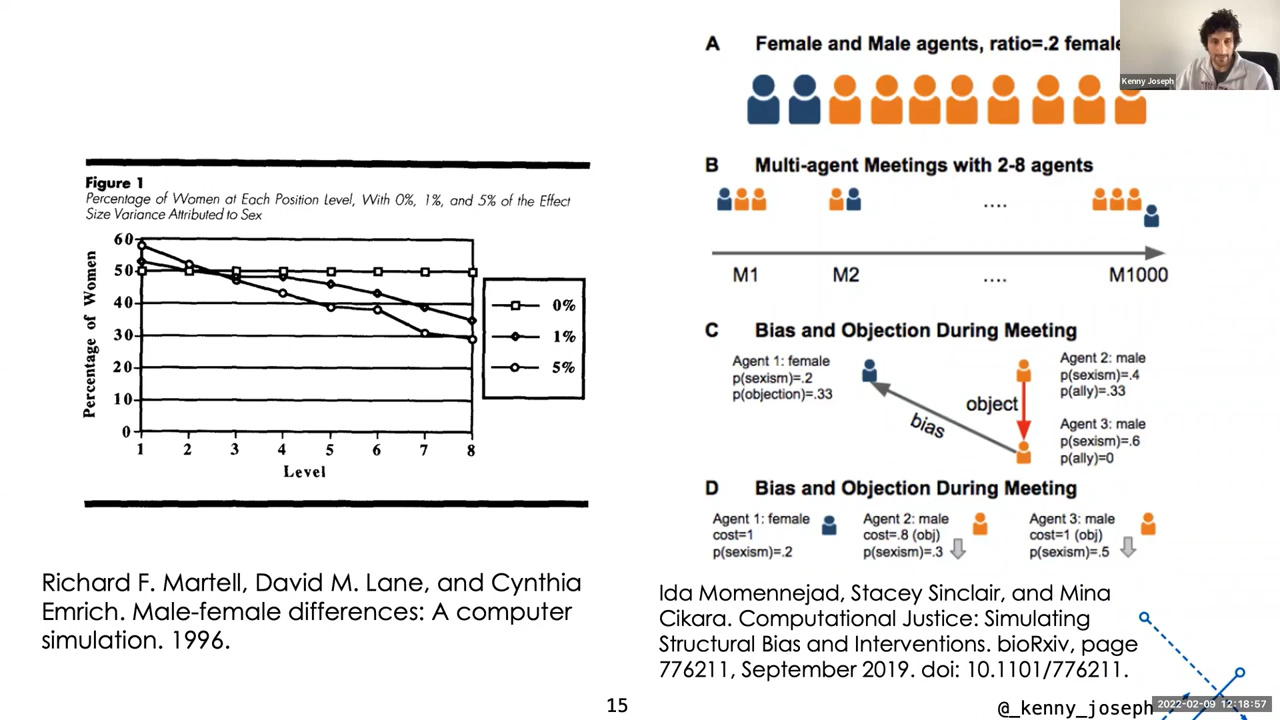 Figure 1
Percentage of Women at Each Position Level, With 0%, 1%, and 5% of the Effect
Size Variance Attributed to Sex
Percentage of Women
60
50
40
30
20
10
0
1 2 3 4 5 6 7 8
Level
0%
1%
5%
Richard F. Martell, David M. Lane, and Cynthia
Emrich. Male-female differences: A computer
simulation. 1996.
A Female and Male agents, ratio=.2 female
Kenny Joseph
B Multi-agent Meetings with 2-8 agents
....
M1 M2 .... M1000
C Bias and Objection During Meeting
Agent 1: female
p(sexism)=.2
p(objection)=.33
bias
object
Agent 2: male
p(sexism)=.4
p(ally)=.33
Agent 3: male
p(sexism)=.6
p(ally)=0
D Bias and Objection During Meeting
Agent 1: female
cost=1
p(sexism)=.2
Agent 2: male
cost=.8 (obj)
p(sexism)=.3
Agent 3: male
cost=1 (obj)
p(sexism)=.5
Ida Momennejad, Stacey Sinclair, and Mina
Cikara. Computational Justice: Simulating
Structural Bias and Interventions. bioRxiv, page
776211, September 2019. doi: 10.1101/776211.
15
@_kenny_joseph
2022-02-09 12:18:57